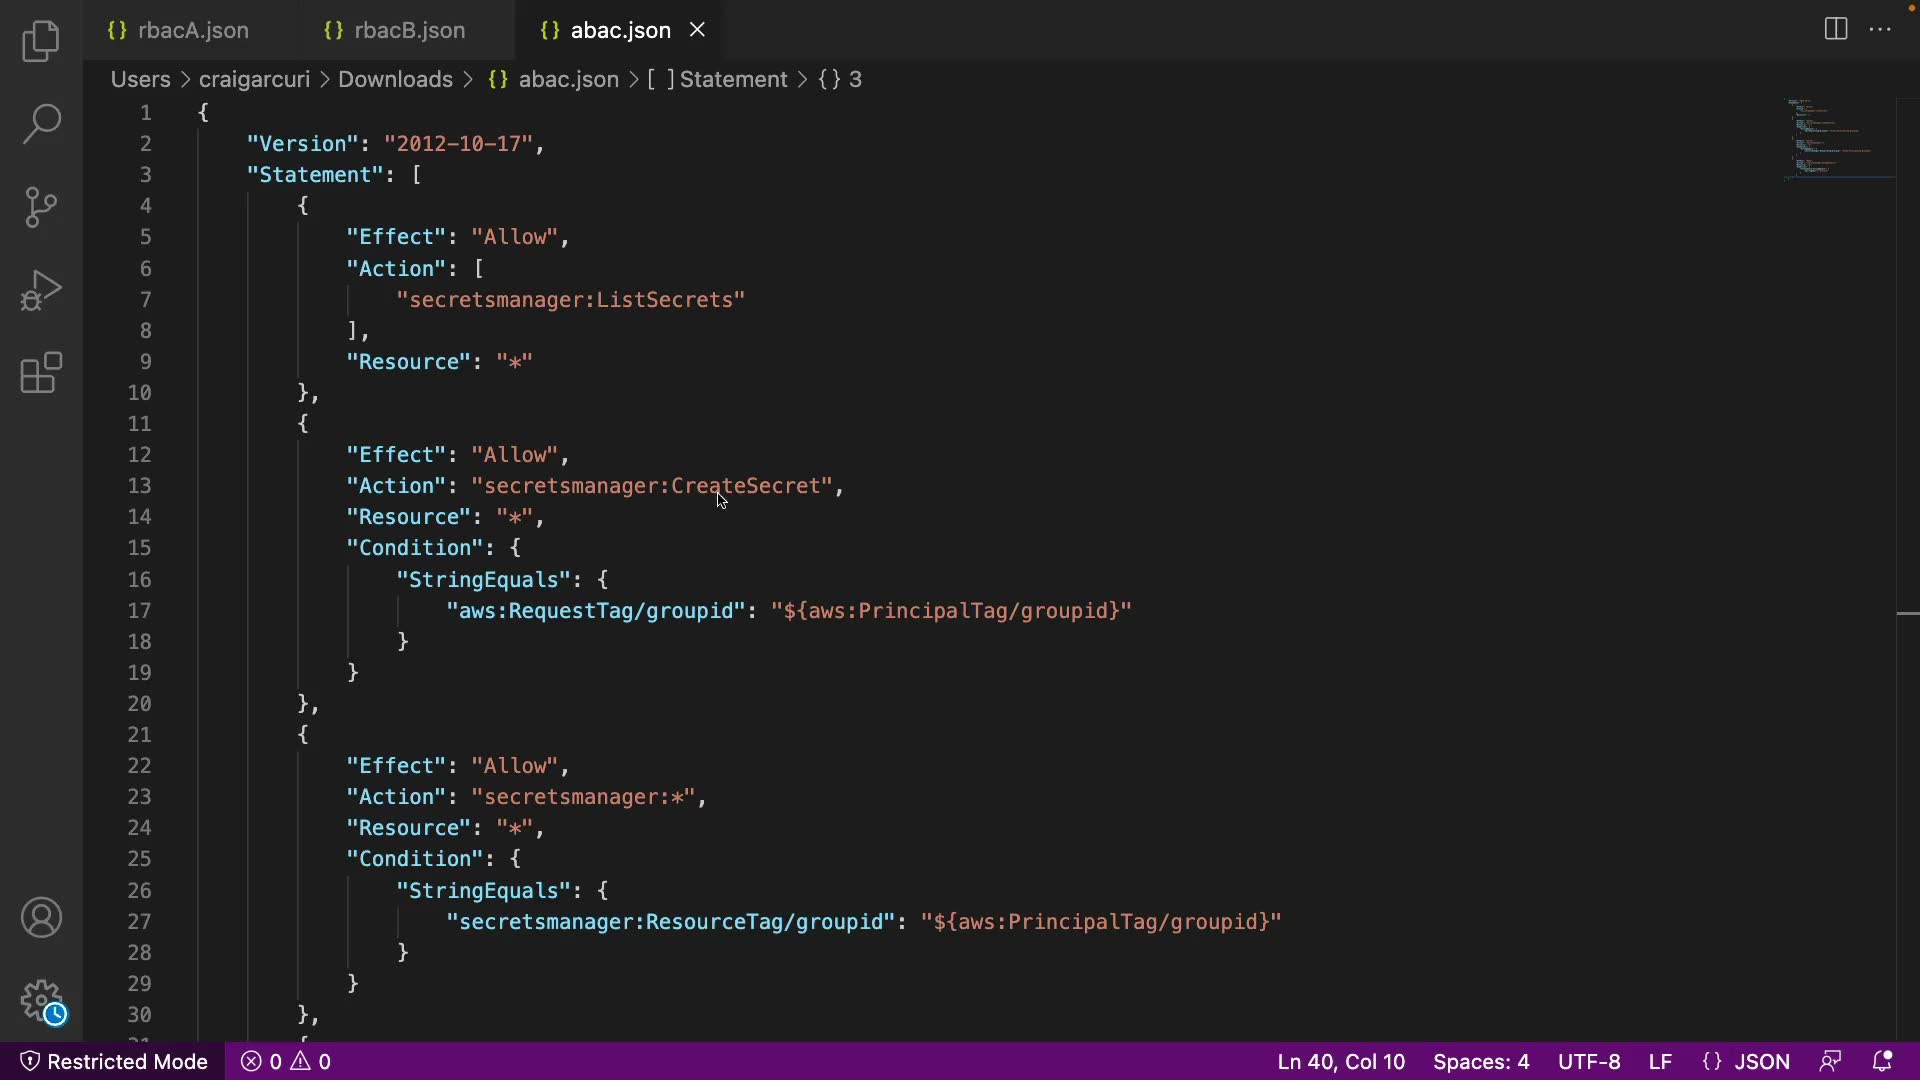 {} rbacA.json {} rbacB.json {} abac.json
Users > craigarcuri > Downloads > {} abac.json > [ ] Statement > {} 3
1 {
2 "Version": "2012-10-17",
3 "Statement": [
4 {
5 "Effect": "Allow",
6 "Action": [
7 "secretsmanager:ListSecrets"
8 ],
9 "Resource": "*"
10 },
11 {
12 "Effect": "Allow",
13 "Action": "secretsmanager:CreateSecret",
14 "Resource": "*",
15 "Condition": {
16 "StringEquals": {
17 "aws:RequestTag/groupid": "${aws:PrincipalTag/groupid}"
18 }
19 }
20 },
21 {
22 "Effect": "Allow",
23 "Action": "secretsmanager:*",
24 "Resource": "*",
25 "Condition": {
26 "StringEquals": {
27 "secretsmanager:ResourceTag/groupid": "${aws:PrincipalTag/groupid}"
28 }
29 }
30 },
Restricted Mode 0 0 Ln 40, Col 10 Spaces: 4 UTF-8 LF {} JSON